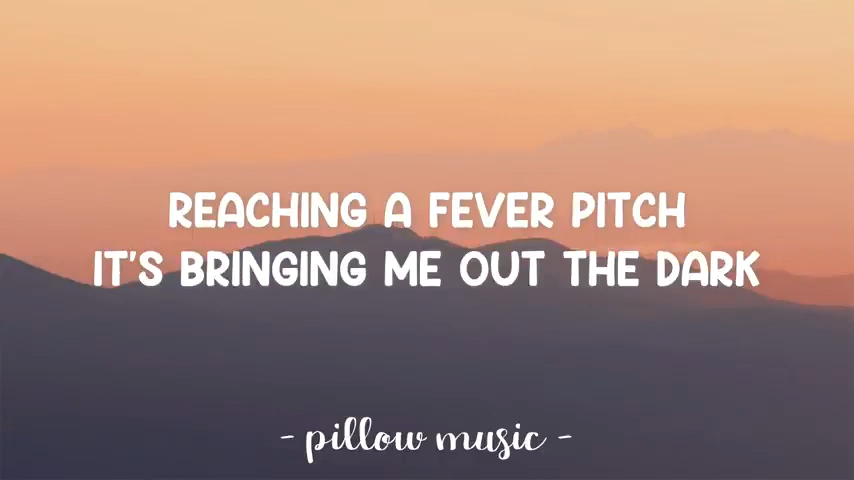 REACHING A FEVER PITCH
IT'S BRINGING ME OUT THE DARK
- pillow music -